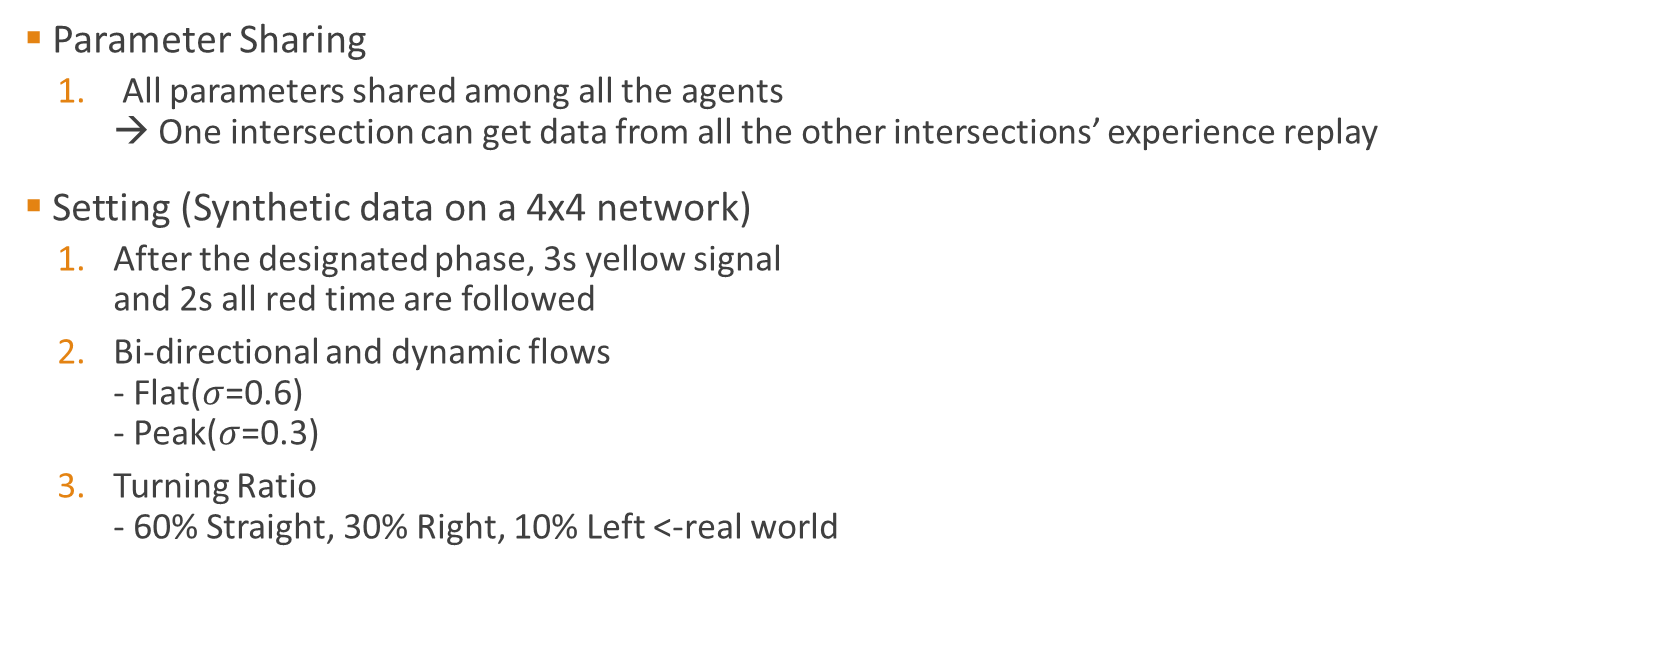 ▪ Parameter Sharing
1. All parameters shared among all the agents
→ One intersection can get data from all the other intersections’ experience replay
▪ Setting (Synthetic data on a 4x4 network)
1. After the designated phase, 3s yellow signal
and 2s all red time are followed
2. Bi-directional and dynamic flows
- Flat(𝜎=0.6)
- Peak(𝜎=0.3)
3. Turning Ratio
- 60% Straight, 30% Right, 10% Left <-real world